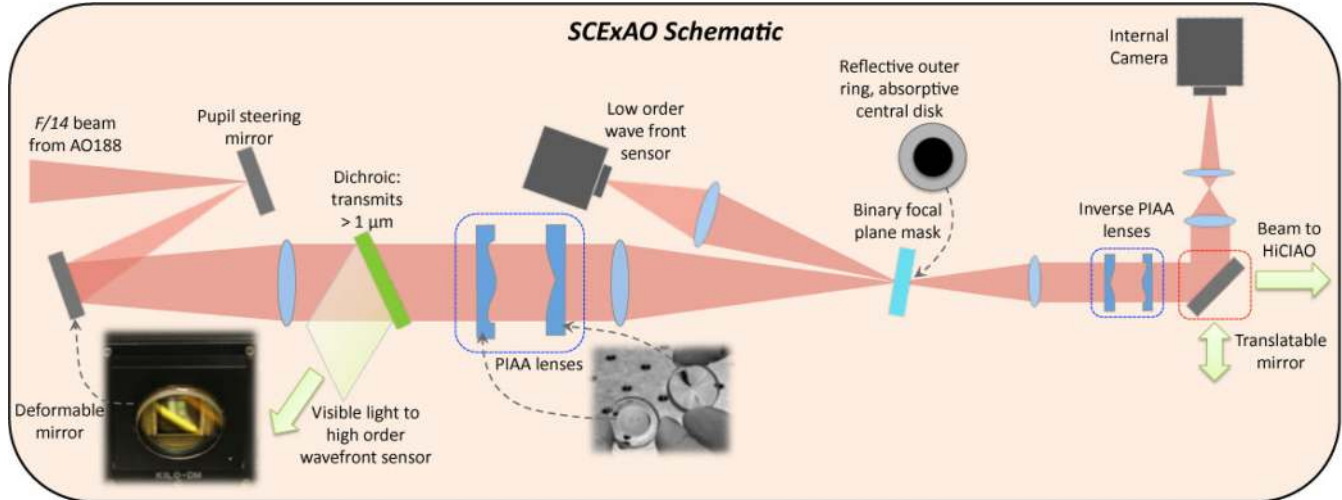 SCExAO Schematic
F/14 beam
from AO188
Pupil steering
mirror
Dichroic:
transmits
> 1 μm
Low order
wave front
sensor
Reflective outer
ring, absorptive
central disk
Internal
Camera
Binary focal
plane mask
Inverse PIAA
lenses
Beam to
HiCIAO
Translatable
mirror
PIAA lenses
Deformable
mirror
Visible light to
high order
wavefront sensor
KILO-DM